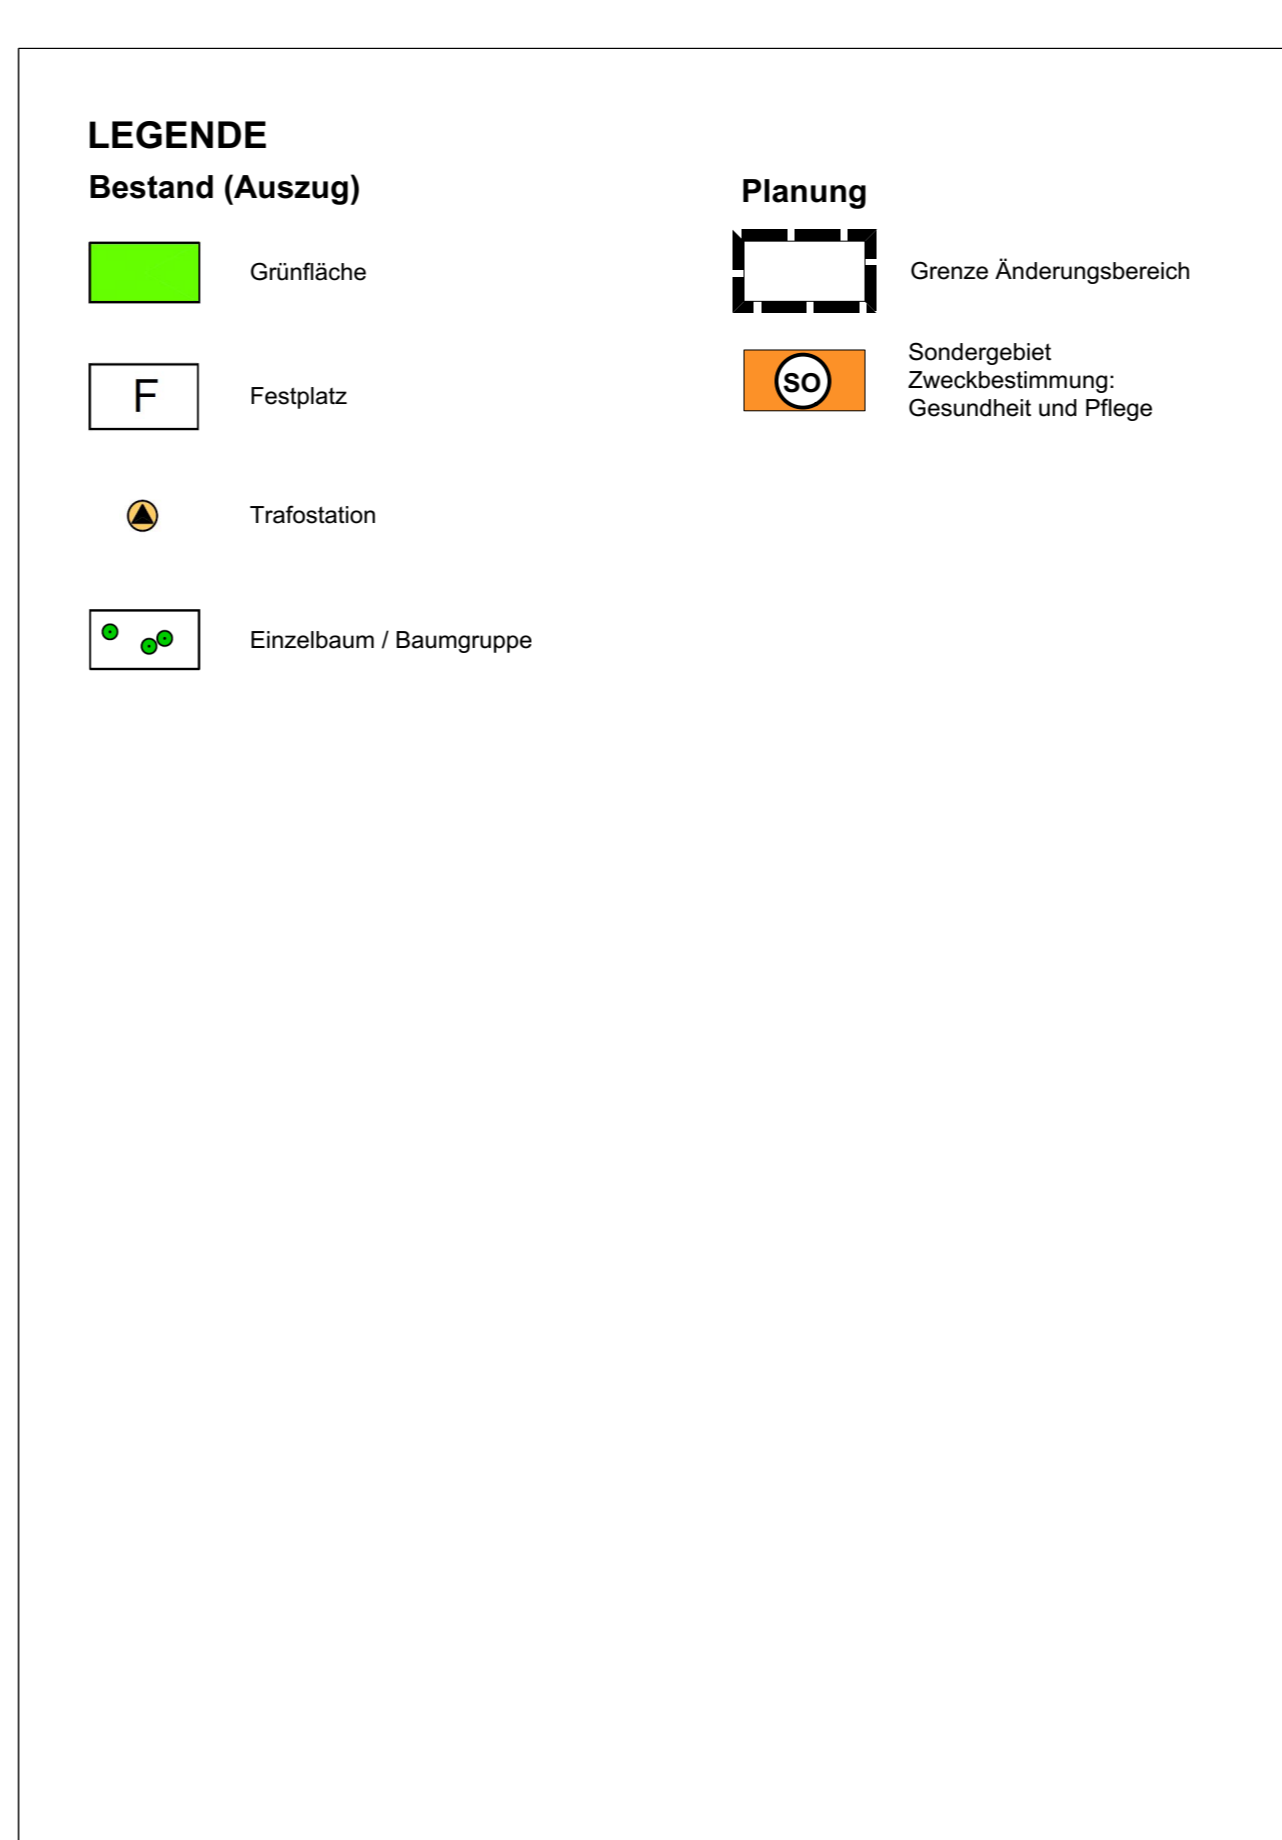 LEGENDE
Bestand (Auszug)
Grünfläche
F
Festplatz
Trafostation
Einzelbaum / Baumgruppe
Planung
Grenze Änderungsbereich
SO
Sondergebiet
Zweckbestimmung:
Gesundheit und Pflege